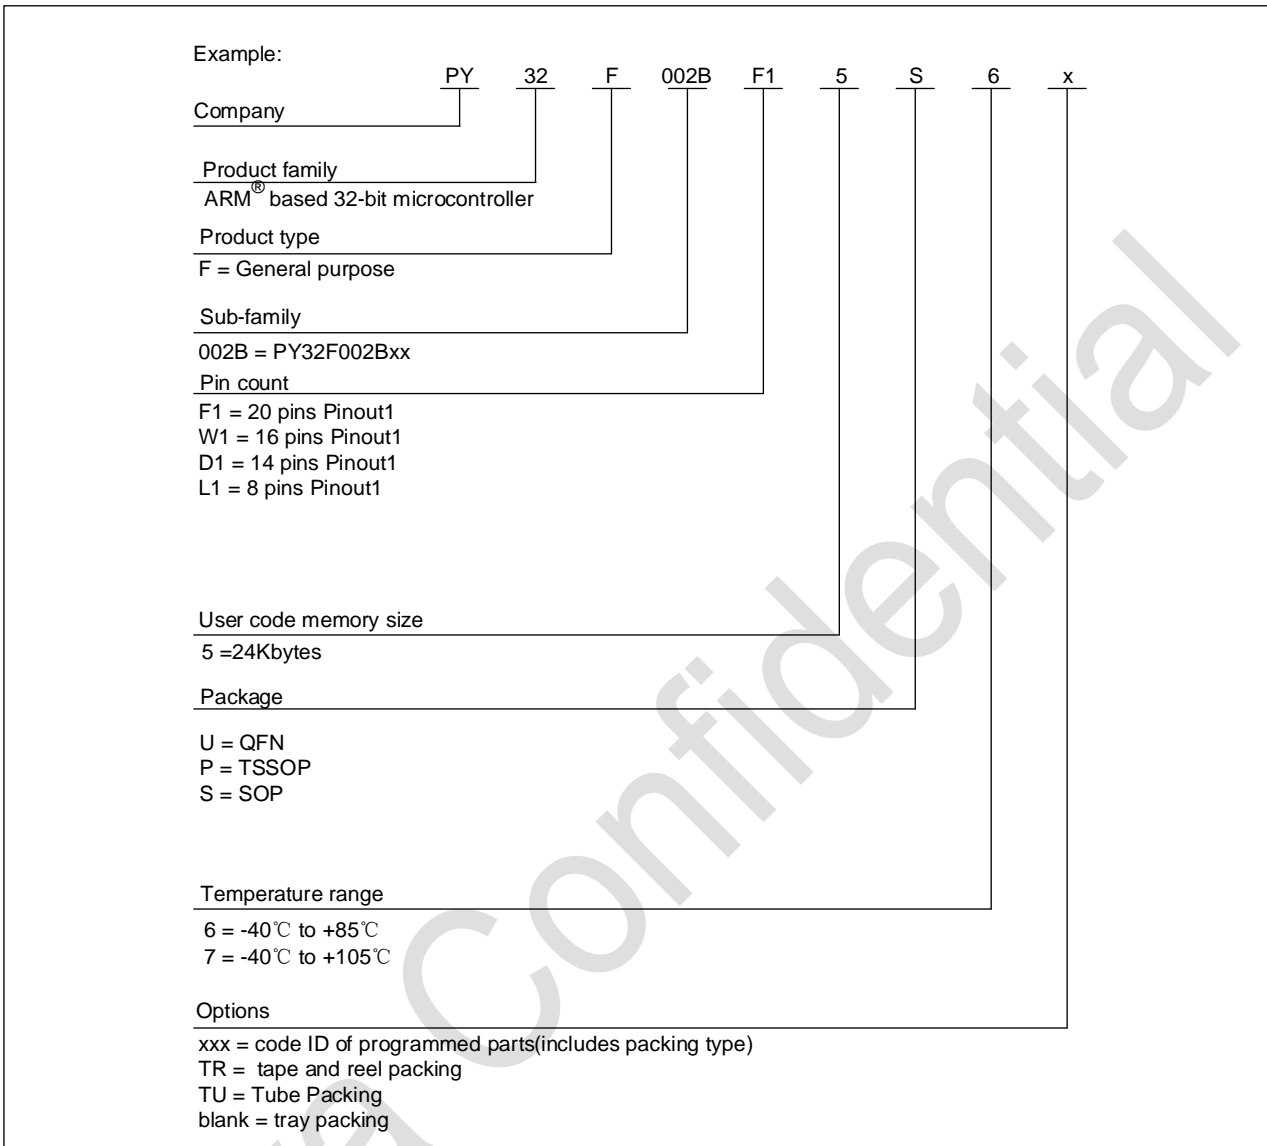 Example:
PY 32 F 002B F1 5 S 6 x
Company
Product family
ARM® based 32-bit microcontroller
Product type
F = General purpose
Sub-family
002B = PY32F002Bxx
Pin count
F1 = 20 pins Pinout1
W1 = 16 pins Pinout1
D1 = 14 pins Pinout1
L1 = 8 pins Pinout1
User code memory size
5 =24Kbytes
Package
U = QFN
P = TSSOP
S = SOP
Temperature range
6 = -40℃ to +85℃
7 = -40℃ to +105℃
Options
xxx = code ID of programmed parts(includes packing type)
TR = tape and reel packing
TU = Tube Packing
blank = tray packing
Confidential